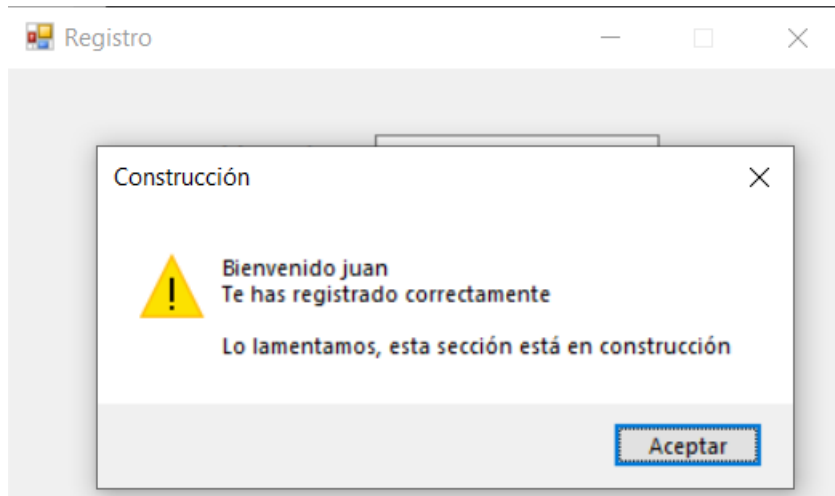 Registro
Construcción
Bienvenido juan
Te has registrado correctamente
Lo lamentamos, esta sección está en construcción
Aceptar